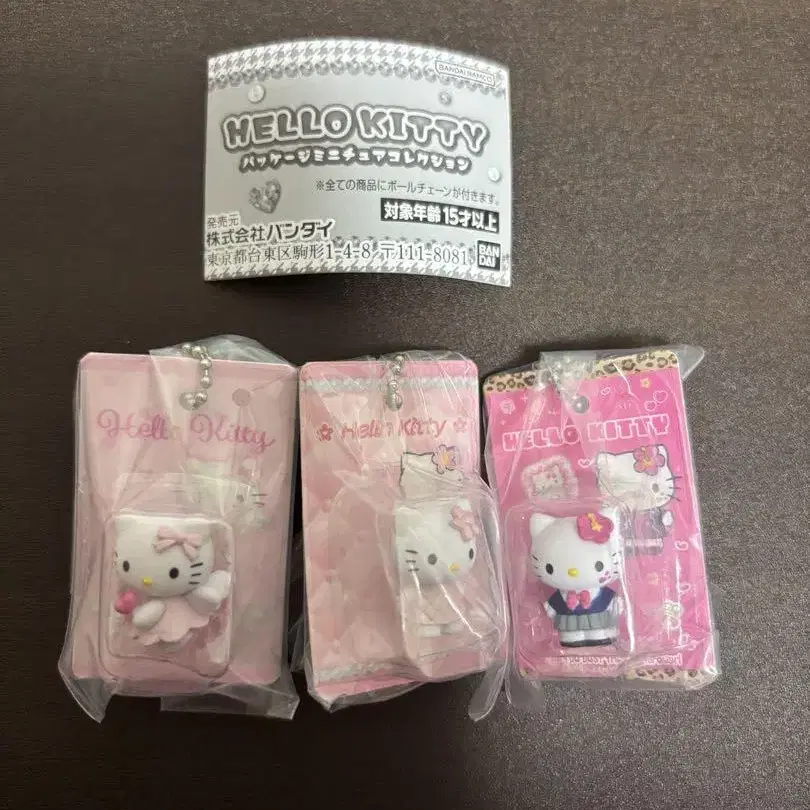 BANDAI NAMCO
HELLO KITTY
パッケージミニチュアコレクション
※全ての商品にボールチェーンが付きます。
対象年齢15才以上
発売元
株式会社バンダイ
東京都台東区駒形1-4-8 〒111-8081
BAN
DAI
Hello Kitty
Hello Kitty
HELLO KITTY